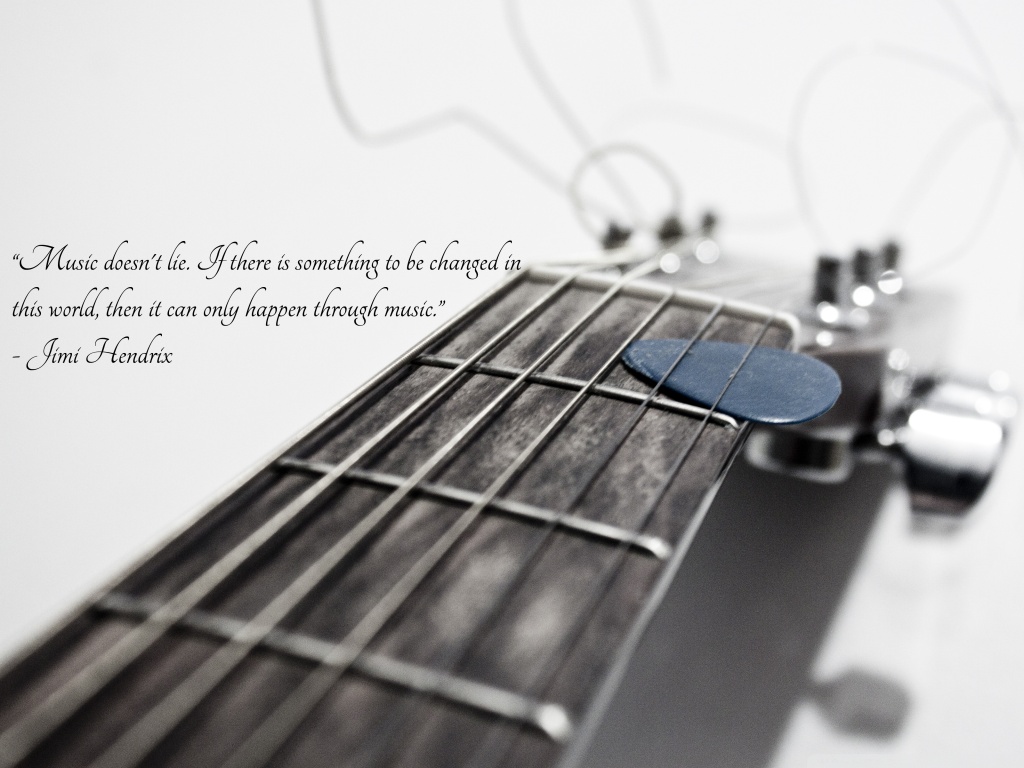 “Music doesn’t lie. If there is something to be changed in
this world, then it can only happen through music.”
- Jimi Hendrix